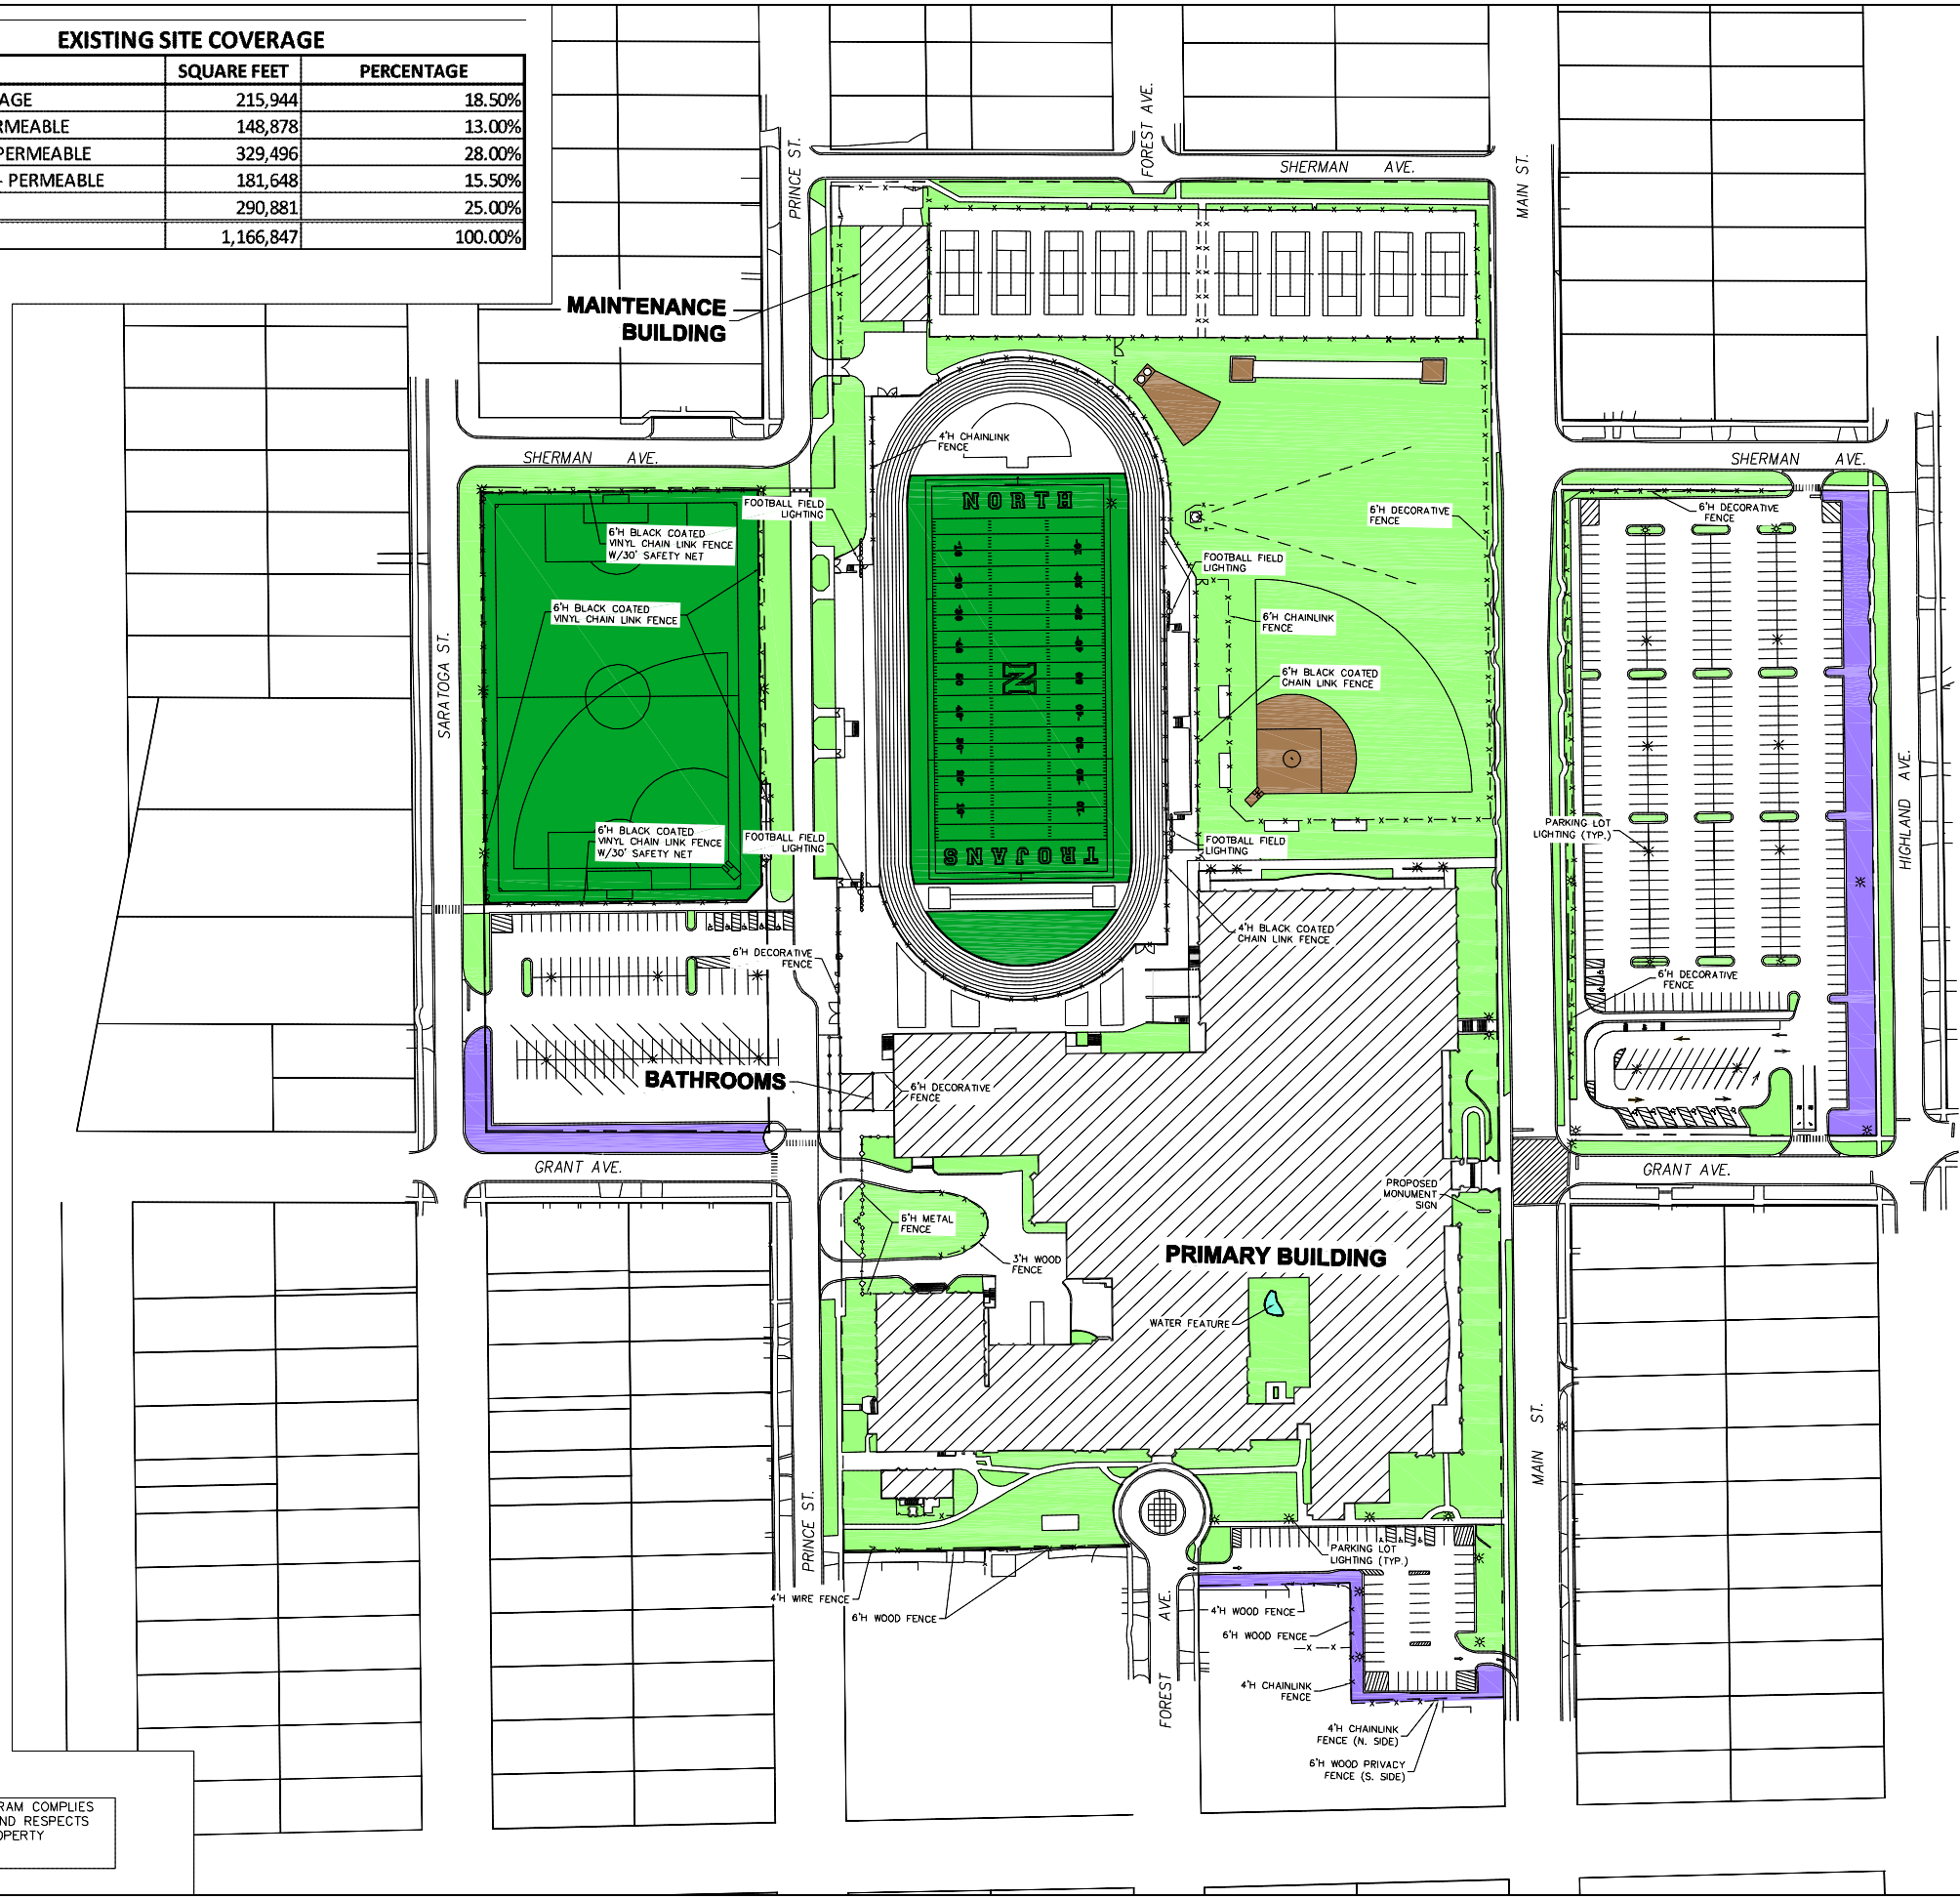 EXISTING SITE COVERAGE
SQUARE FEET PERCENTAGE
AGE 215,944 18.50%
RMEABLE 148,878 13.00%
PERMEABLE 329,496 28.00%
- PERMEABLE 181,648 15.50%
290,881 25.00%
1,166,847 100.00%
PRINCE ST.
FOREST AVE.
SHERMAN AVE.
MAIN ST.
MAINTENANCE
BUILDING
4'H CHAINLINK
FENCE
SHERMAN AVE.
SHERMAN AVE.
FOOTBALL FIELD
LIGHTING
NORTH
6'H DECORATIVE
FENCE
6'H DECORATIVE
FENCE
6'H BLACK COATED
VINYL CHAIN LINK FENCE
W/30' SAFETY NET
FOOTBALL FIELD
LIGHTING
6'H BLACK COATED
VINYL CHAIN LINK FENCE
6'H CHAINLINK
FENCE
SARATOGA ST.
N
6'H BLACK COATED
CHAIN LINK FENCE
HIGHLAND AVE.
PARKING LOT
LIGHTING (TYP.)
6'H BLACK COATED
VINYL CHAIN LINK FENCE
W/30' SAFETY NET
FOOTBALL FIELD
LIGHTING
TROJANS
FOOTBALL FIELD
LIGHTING
4'H BLACK COATED
CHAIN LINK FENCE
6'H DECORATIVE
FENCE
6'H DECORATIVE
FENCE
BATHROOMS
6'H DECORATIVE
FENCE
GRANT AVE.
GRANT AVE.
PROPOSED
MONUMENT
SIGN
6'H METAL
FENCE
3'H WOOD
FENCE
PRIMARY BUILDING
WATER FEATURE
MAIN ST.
PRINCE ST.
PARKING LOT
LIGHTING (TYP.)
4'H WIRE FENCE
6'H WOOD FENCE
FOREST AVE.
4'H WOOD FENCE
6'H WOOD FENCE
4'H CHAINLINK
FENCE
4'H CHAINLINK
FENCE (N. SIDE)
6'H WOOD PRIVACY
FENCE (S. SIDE)
RAM COMPLIES
ND RESPECTS
OPERTY